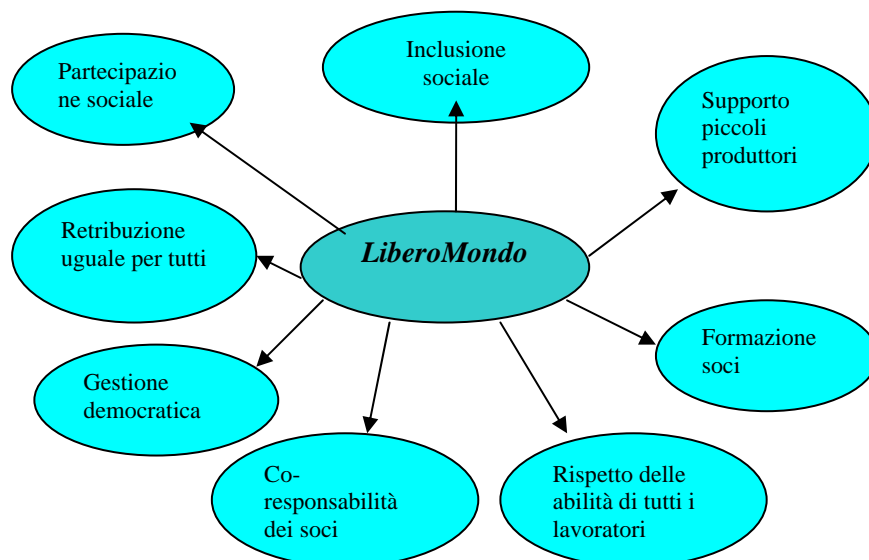 Inclusione
sociale
Partecipazio
ne sociale
Supporto
piccoli
produttori
Retribuzione
uguale per tutti
LiberoMondo
Formazione
soci
Gestione
democratica
Co-
responsabilità
dei soci
Rispetto delle
abilità di tutti i
lavoratori